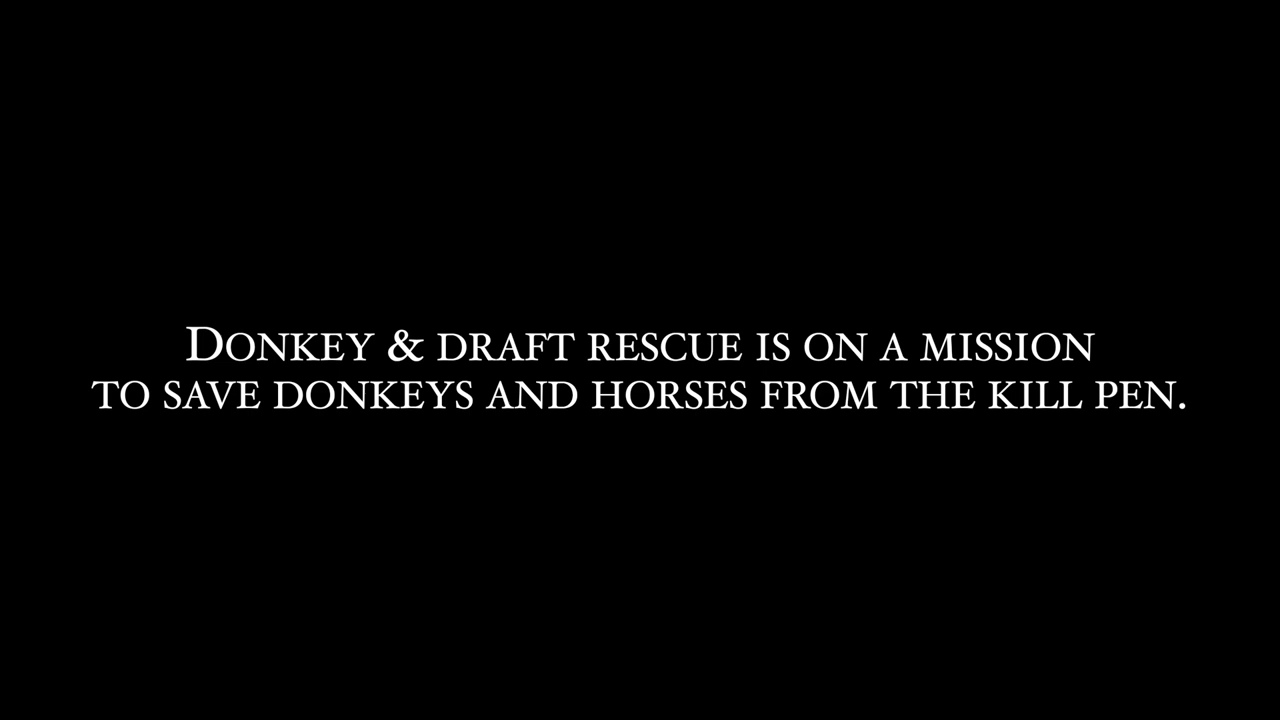 Donkey & draft rescue is on a mission
to save donkeys and horses from the kill pen.